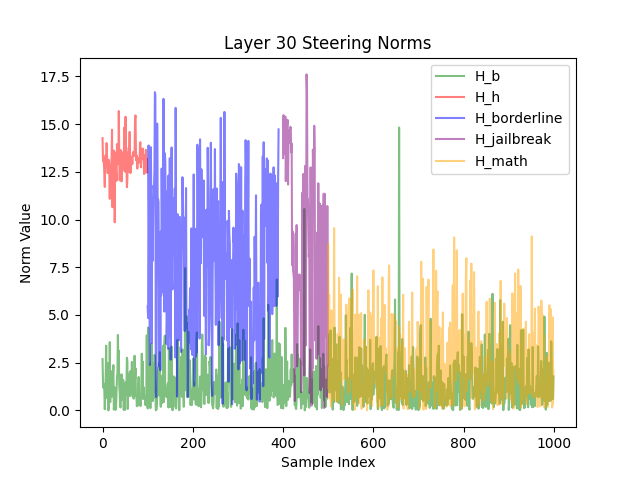 Layer 30 Steering Norms
H_b
H_h
H_borderline
H_jailbreak
H_math
17.5
15.0
12.5
10.0
7.5
5.0
2.5
0.0
Norm Value
0 200 400 600 800 1000
Sample Index